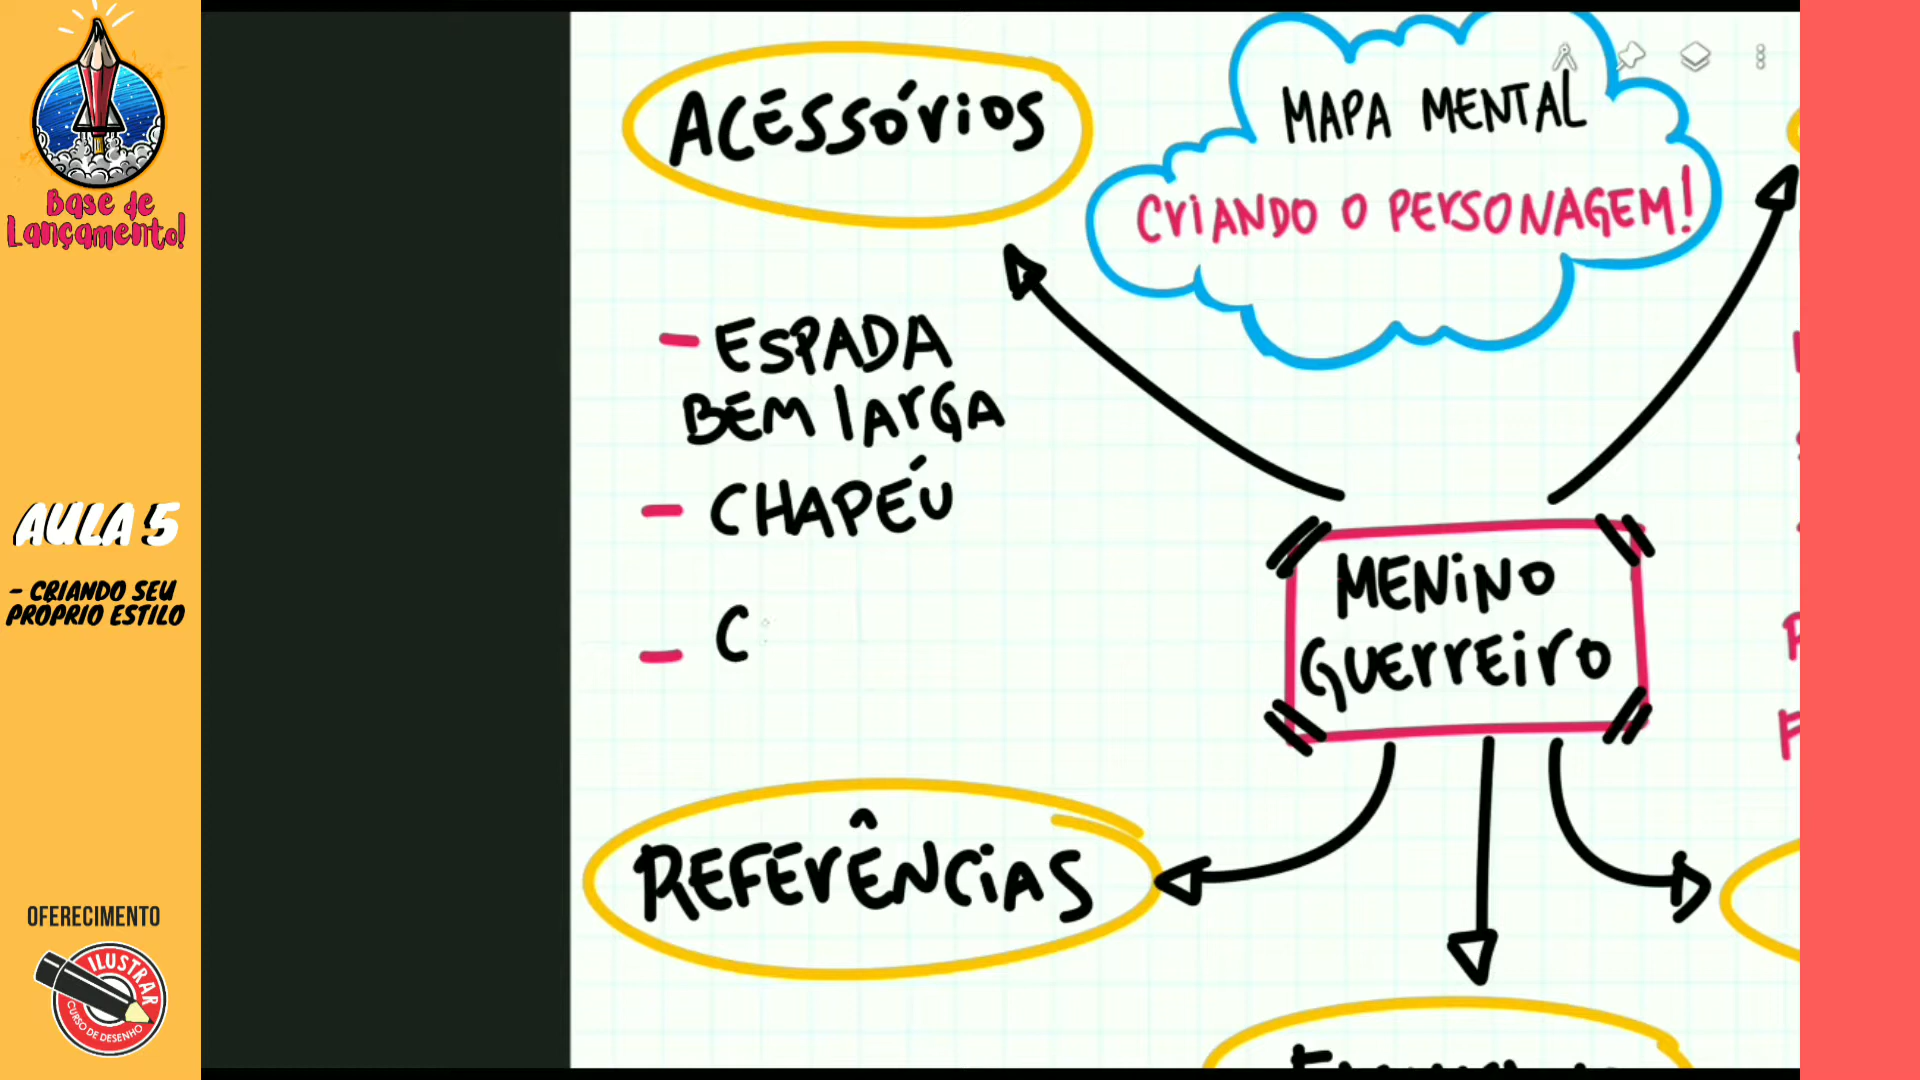 Base de
Lançamento!
AULA 5
- CRIANDO SEU
PRÓPRIO ESTILO
OFERECIMENTO
ILUSTRAR
CURSO DE DESENHO
ACESSÓRIOS
MAPA MENTAL
CRIANDO O PERSONAGEM!
- ESPADA
BEM LARGA
- CHAPÉU
- C
MENINO
GUERREIRO
REFERÊNCIAS